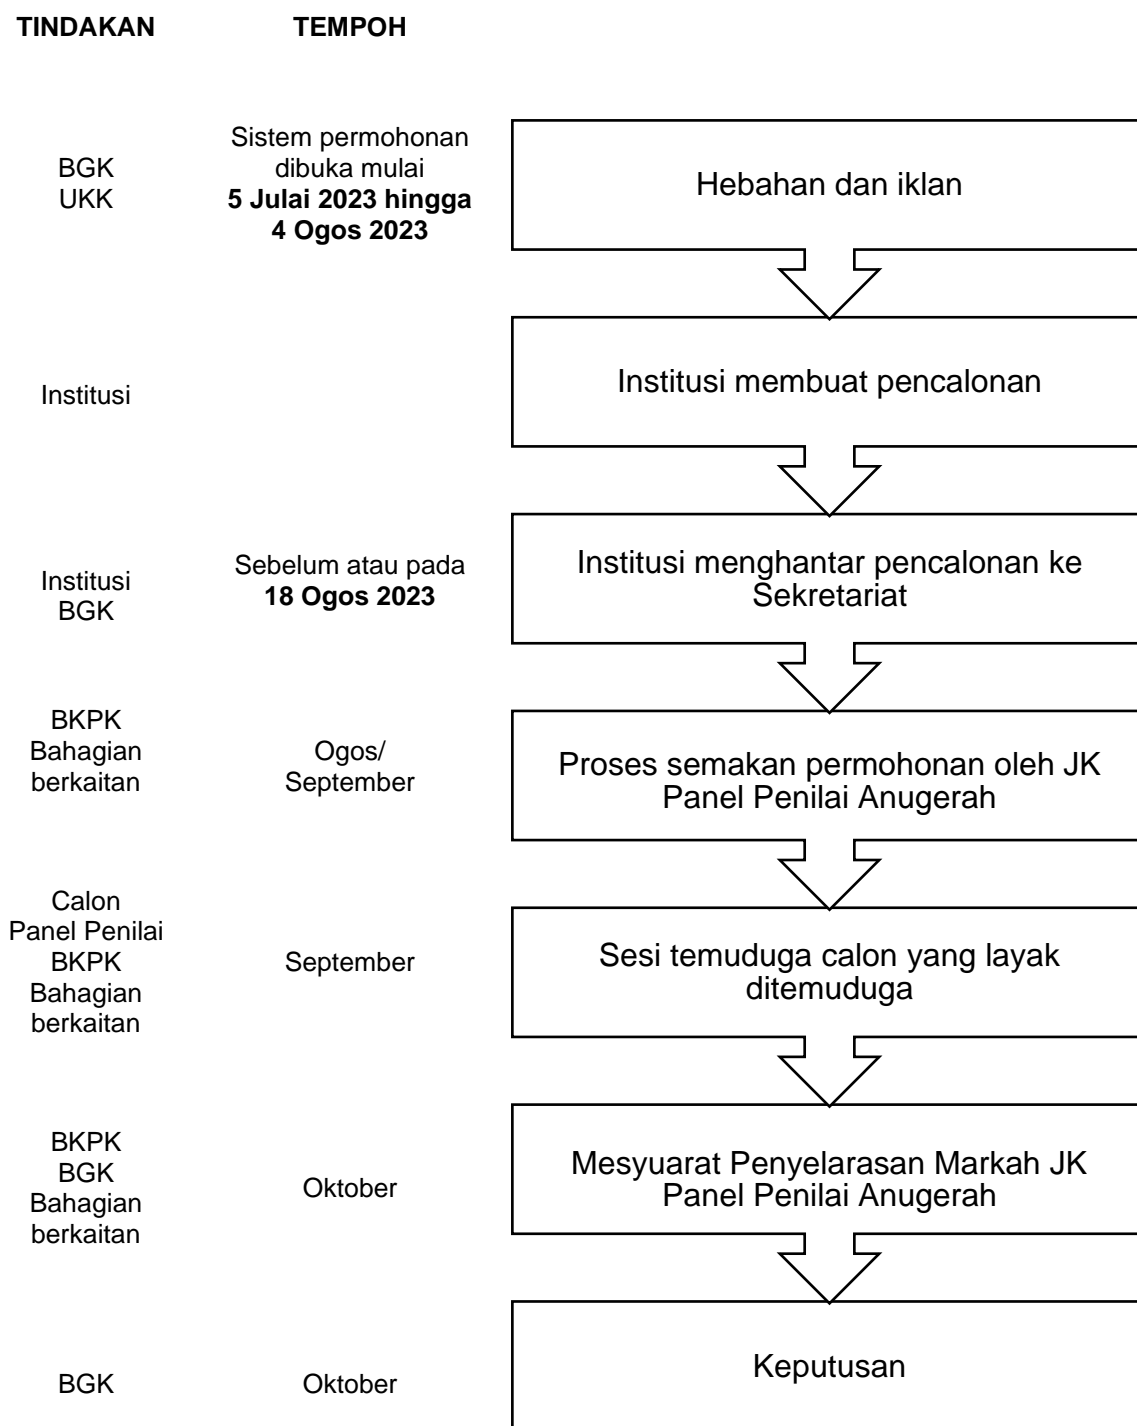 TINDAKAN TEMPOH
BGK
UKK
Sistem permohonan
dibuka mulai
5 Julai 2023 hingga
4 Ogos 2023
Hebahan dan iklan
Institusi
Institusi membuat pencalonan
Institusi
BGK
Sebelum atau pada
18 Ogos 2023
Institusi menghantar pencalonan ke
Sekretariat
BKPK
Bahagian
berkaitan
Ogos/
September
Proses semakan permohonan oleh JK
Panel Penilai Anugerah
Calon
Panel Penilai
BKPK
Bahagian
berkaitan
September
Sesi temuduga calon yang layak
ditemuduga
BKPK
BGK
Bahagian
berkaitan
Oktober
Mesyuarat Penyelarasan Markah JK
Panel Penilai Anugerah
BGK
Oktober
Keputusan